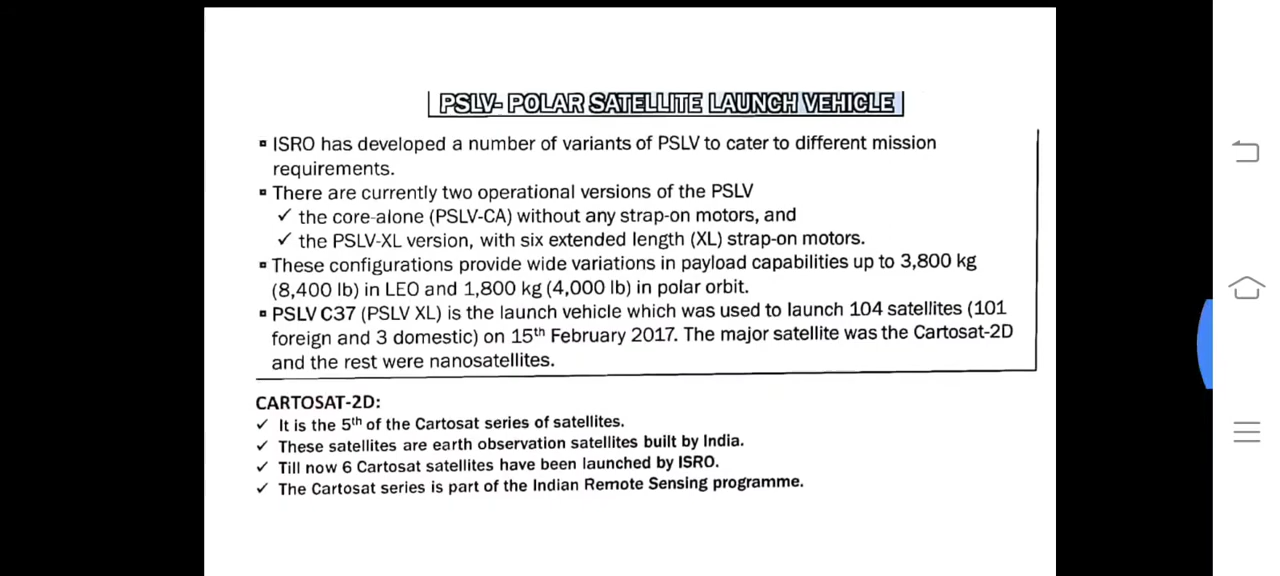 PSLV- POLAR SATELLITE LAUNCH VEHICLE
▫ ISRO has developed a number of variants of PSLV to cater to different mission
requirements.
▫ There are currently two operational versions of the PSLV
✓ the core-alone (PSLV-CA) without any strap-on motors, and
✓ the PSLV-XL version, with six extended length (XL) strap-on motors.
▫ These configurations provide wide variations in payload capabilities up to 3,800 kg
(8,400 lb) in LEO and 1,800 kg (4,000 lb) in polar orbit.
▫ PSLV C37 (PSLV XL) is the launch vehicle which was used to launch 104 satellites (101
foreign and 3 domestic) on 15th February 2017. The major satellite was the Cartosat-2D
and the rest were nanosatellites.
CARTOSAT-2D:
✓ It is the 5th of the Cartosat series of satellites.
✓ These satellites are earth observation satellites built by India.
✓ Till now 6 Cartosat satellites have been launched by ISRO.
✓ The Cartosat series is part of the Indian Remote Sensing programme.